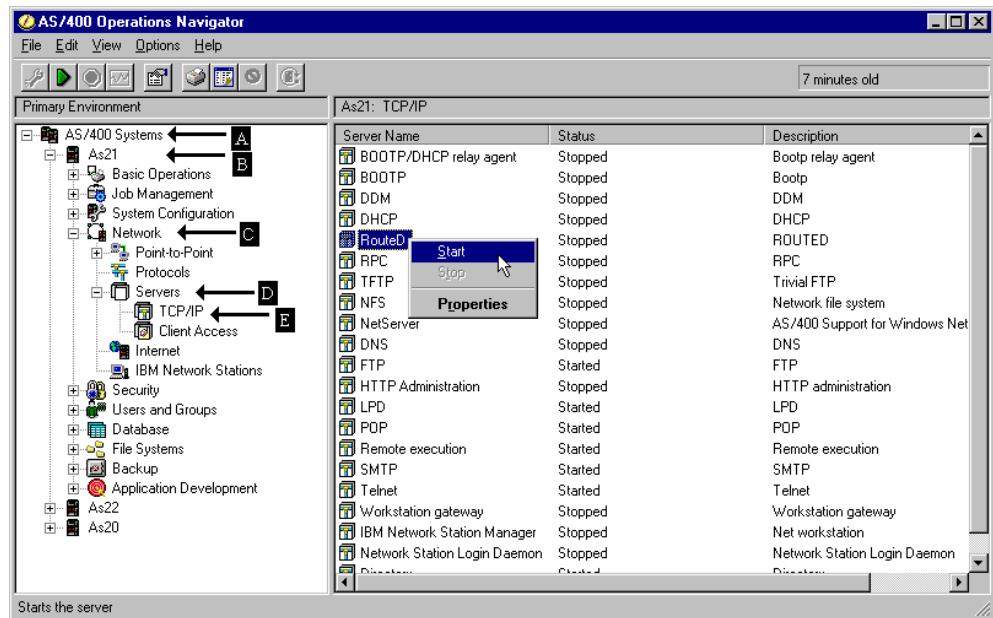 AS/400 Operations Navigator
File Edit View Options Help
7 minutes old
Primary Environment
As21: TCP/IP
AS/400 Systems A
As21 B
Basic Operations
Job Management
System Configuration
Network C
Point-to-Point
Protocols
Servers D
TCP/IP E
Client Access
Internet
IBM Network Stations
Security
Users and Groups
Database
File Systems
Backup
Application Development
As22
As20
Server Name Status Description
BOOTP/DHCP relay agent Stopped Bootp relay agent
BOOTP Stopped Bootp
DDM Stopped DDM
DHCP Stopped DHCP
RouteD Stopped ROUTED
RPC Stopped RPC
TFTP Stopped Trivial FTP
NFS Stopped Network file system
NetServer Stopped AS/400 Support for Windows Net
DNS Stopped DNS
FTP Started FTP
HTTP Administration Stopped HTTP administration
LPD Started LPD
POP Started POP
Remote execution Started Remote execution
SMTP Started SMTP
Telnet Started Telnet
Workstation gateway Stopped Workstation gateway
IBM Network Station Manager Stopped Net workstation
Network Station Login Daemon Stopped Network Station Login Daemon
Start
Stop
Properties
Starts the server